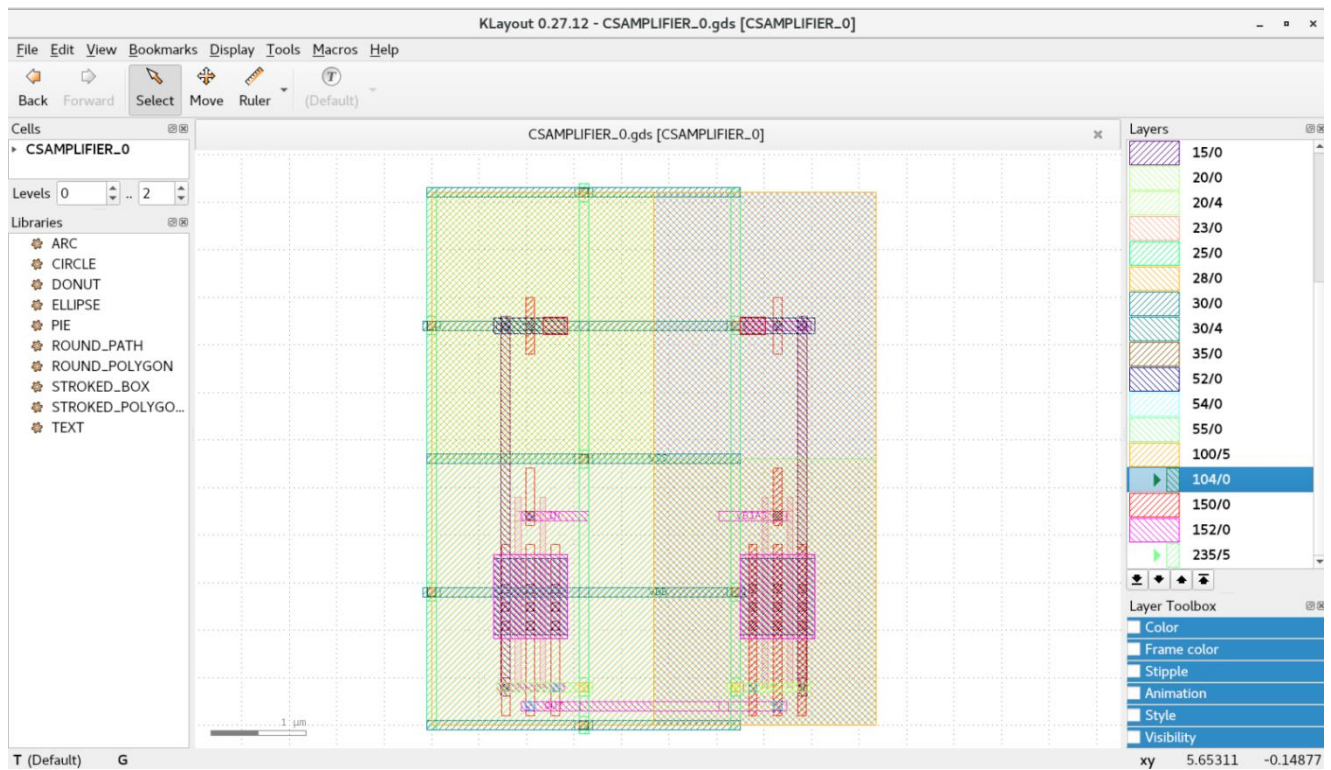 KLayout 0.27.12 - CSAMPLIFIER_0.gds [CSAMPLIFIER_0]
File Edit View Bookmarks Display Tools Macros Help
Back Forward Select Move Ruler (Default)
Cells
CSAMPLIFIER_0
Levels 0 .. 2
Libraries
ARC
CIRCLE
DONUT
ELLIPSE
PIE
ROUND_PATH
ROUND_POLYGON
STROKED_BOX
STROKED_POLYGO...
TEXT
CSAMPLIFIER_0.gds [CSAMPLIFIER_0]
IN
OUT
1 μm
Layers
15/0
20/0
20/4
23/0
25/0
28/0
30/0
30/4
35/0
52/0
54/0
55/0
100/5
104/0
150/0
152/0
235/5
Layer Toolbox
Color
Frame color
Stipple
Animation
Style
Visibility
T (Default) G xy 5.65311 -0.14877